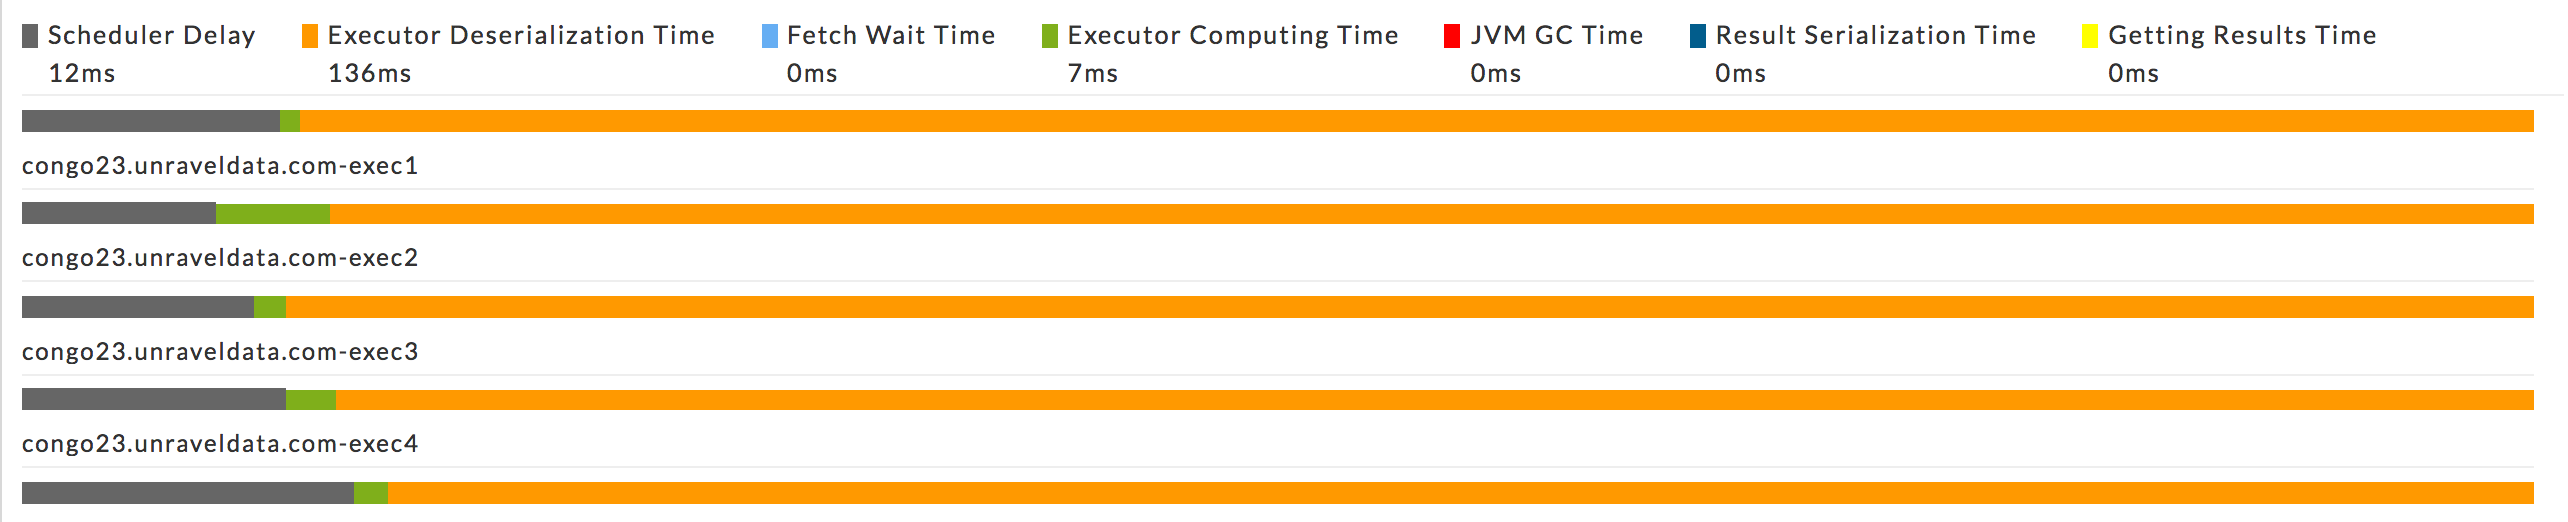 Scheduler Delay Executor Deserialization Time Fetch Wait Time Executor Computing Time JVM GC Time Result Serialization Time Getting Results Time
12ms 136ms 0ms 7ms 0ms 0ms 0ms
congo23.unraveldata.com-exec1
congo23.unraveldata.com-exec2
congo23.unraveldata.com-exec3
congo23.unraveldata.com-exec4